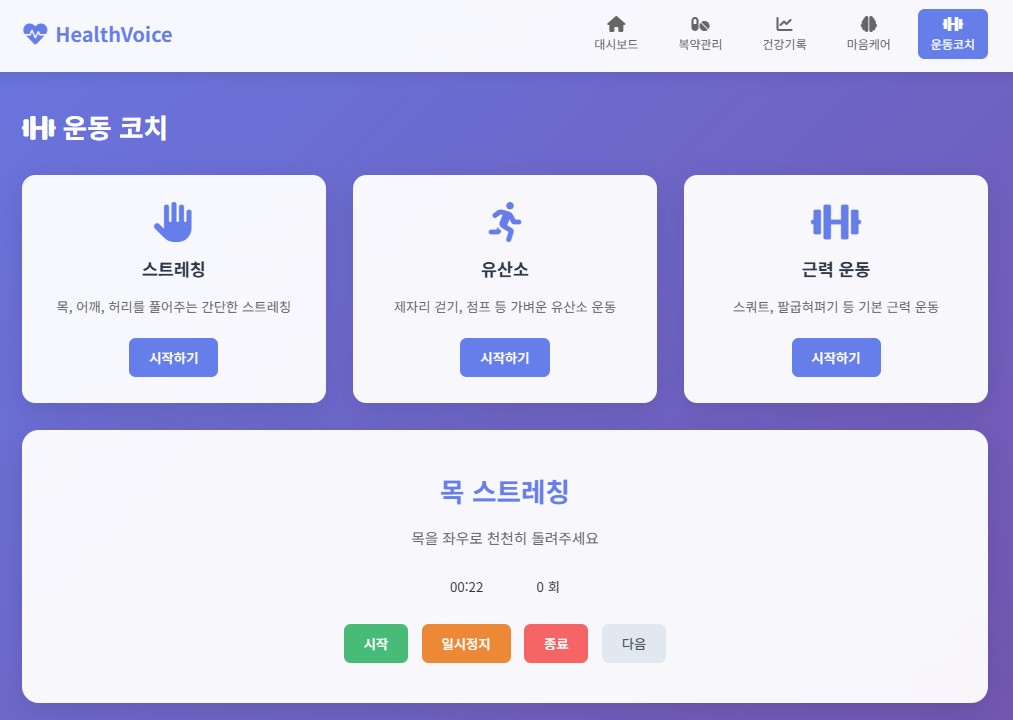 HealthVoice
대시보드
복약관리
건강기록
마음케어
운동코치
운동 코치
스트레칭
목, 어깨, 허리를 풀어주는 간단한 스트레칭
시작하기
유산소
제자리 걷기, 점프 등 가벼운 유산소 운동
시작하기
근력 운동
스쿼트, 팔굽혀펴기 등 기본 근력 운동
시작하기
목 스트레칭
목을 좌우로 천천히 돌려주세요
00:22 0 회
시작 일시정지 종료 다음